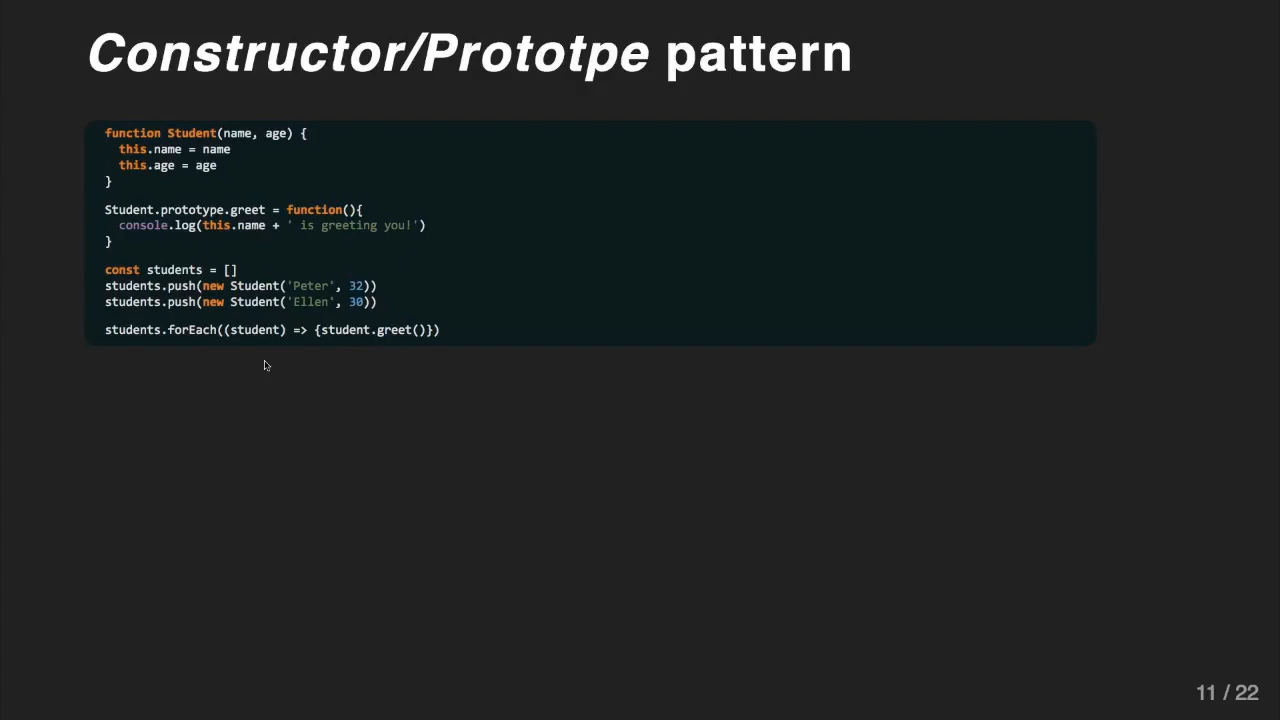 Constructor/Prototpe pattern
function Student(name, age) {
this.name = name
this.age = age
}
Student.prototype.greet = function(){
console.log(this.name + ' is greeting you!')
}
const students = []
students.push(new Student('Peter', 32))
students.push(new Student('Ellen', 30))
students.forEach((student) => {student.greet()})
11 / 22